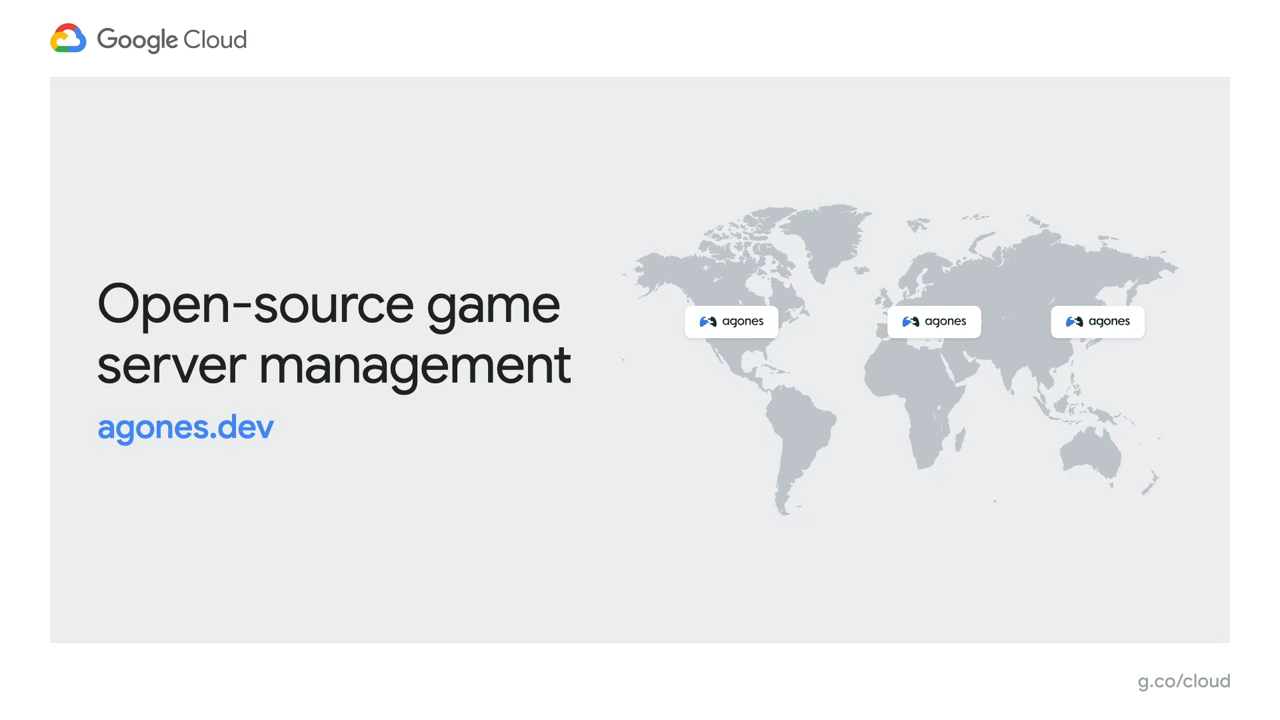 Google Cloud
Open-source game
server management
agones.dev
agones
agones
agones
g.co/cloud